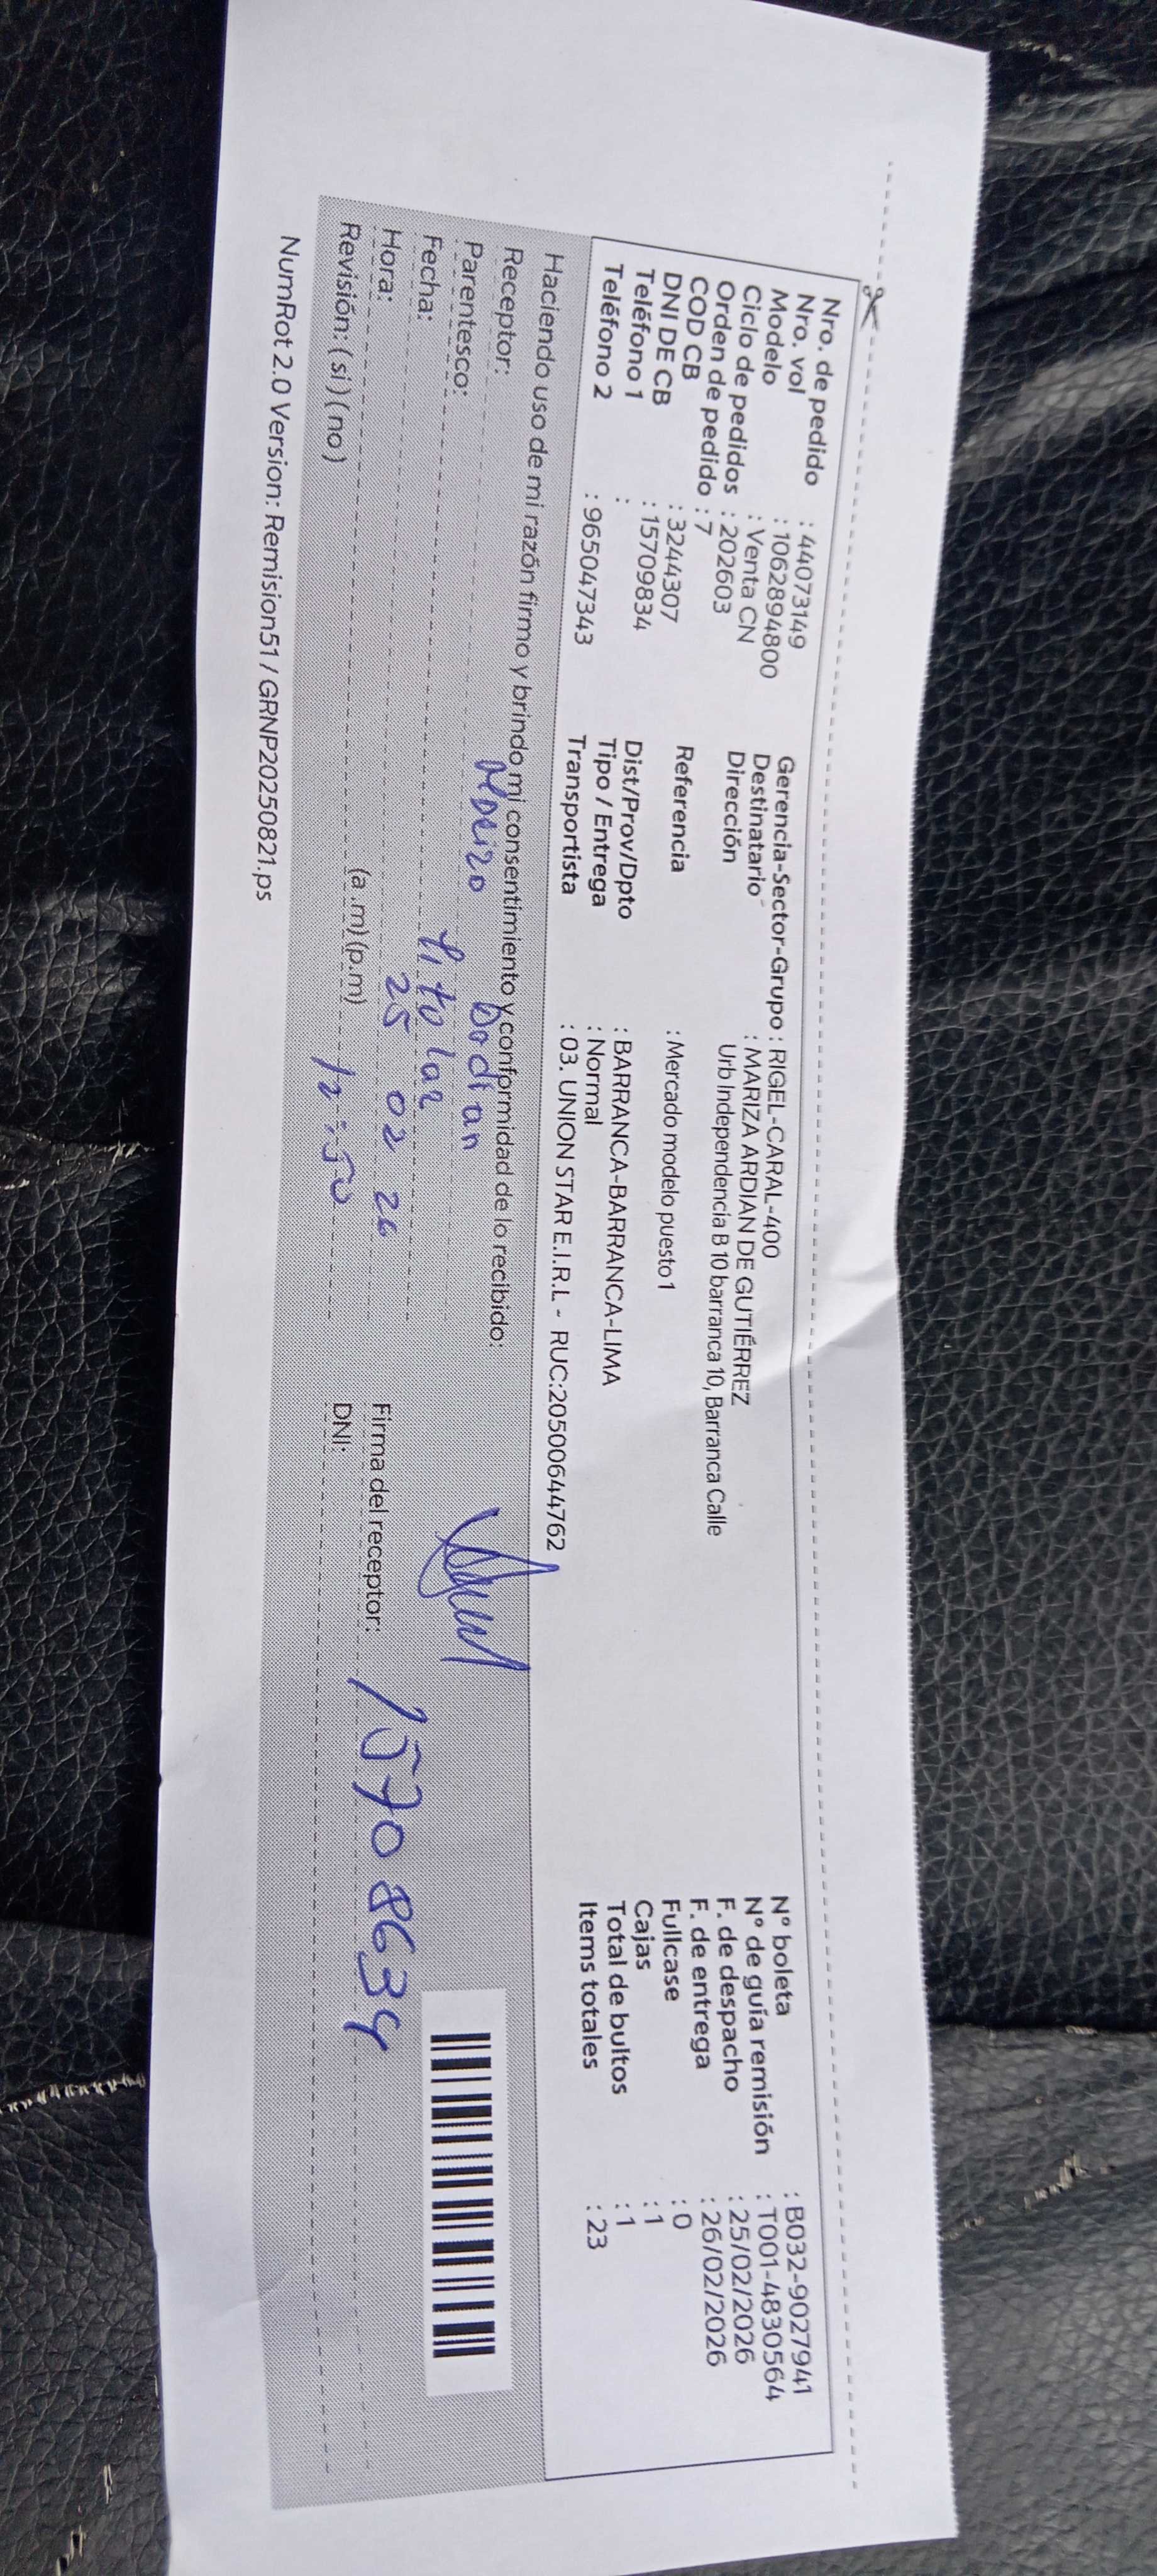 Nro. de pedido : 44073149
Nro. vol : 1062894800
Modelo : Venta CN
Ciclo de pedidos : 202603
Orden de pedido : 7
COD CB : 3244307
DNI DE CB : 15709834
Teléfono 1 :
Teléfono 2 : 965047343
Gerencia-Sector-Grupo : RIGEL-CARAL-400
Destinatario : MARIZA ARDIAN DE GUTIÉRREZ
Dirección Urb Independencia B 10 barranca 10, Barranca Calle
Referencia : Mercado modelo puesto 1
Dist/Prov/Dpto : BARRANCA-BARRANCA-LIMA
Tipo / Entrega : Normal
Transportista : 03. UNION STAR E.I.R.L - RUC:20500644762
N° boleta : B032-9027941
N° de guía remisión : T001-4830564
F. de despacho : 25/02/2026
F. de entrega : 26/02/2026
Fullcase : 0
Cajas : 1
Total de bultos : 1
Items totales : 23
Haciendo uso de mi razón firmo y brindo mi consentimiento y conformidad de lo recibido:
Receptor:
Parentesco: titolar
Fecha: 25 02 26
Hora: (a .m) (p.m) 12:50
Revisión: ( si ) ( no )
Firma del receptor:
DNI: 15708634
NumRot 2.0 Version: Remision51 / GRNP20250821.ps